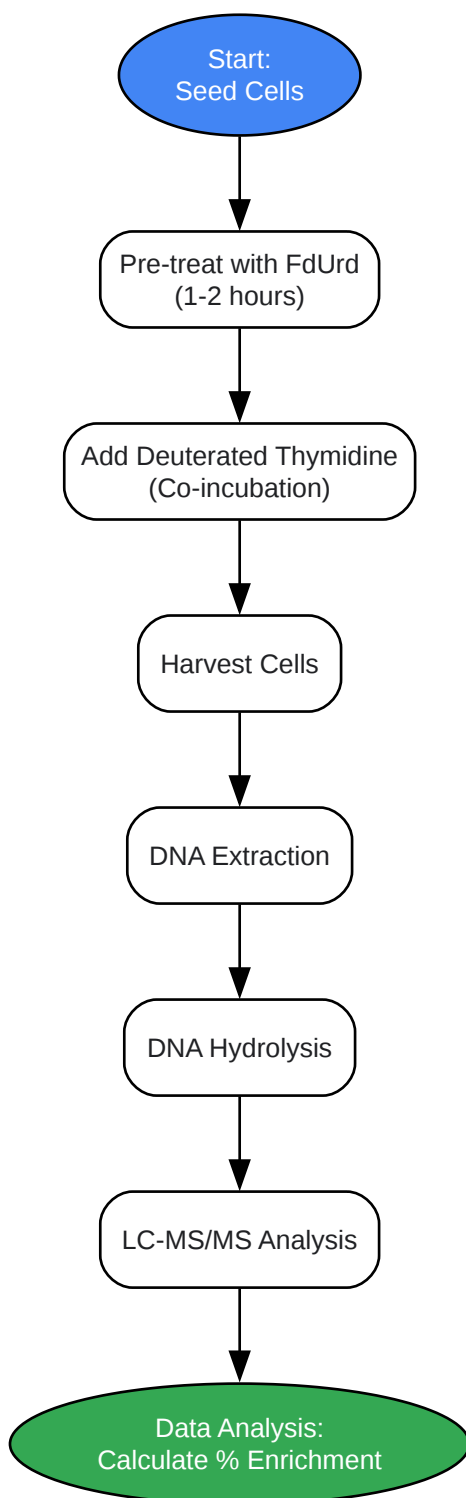 Start:
Seed Cells
Pre-treat with FdUrd
(1-2 hours)
Add Deuterated Thymidine
(Co-incubation)
Harvest Cells
DNA Extraction
DNA Hydrolysis
LC-MS/MS Analysis
Data Analysis:
Calculate % Enrichment